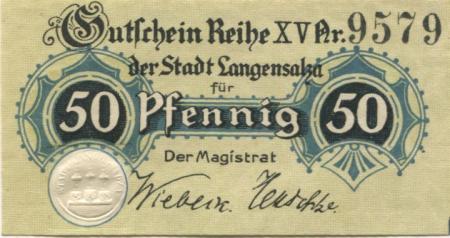 Gutschein Reihe XV Nr. 9579
der Stadt Langensalza
für
50 Pfennig 50
Der Magistrat